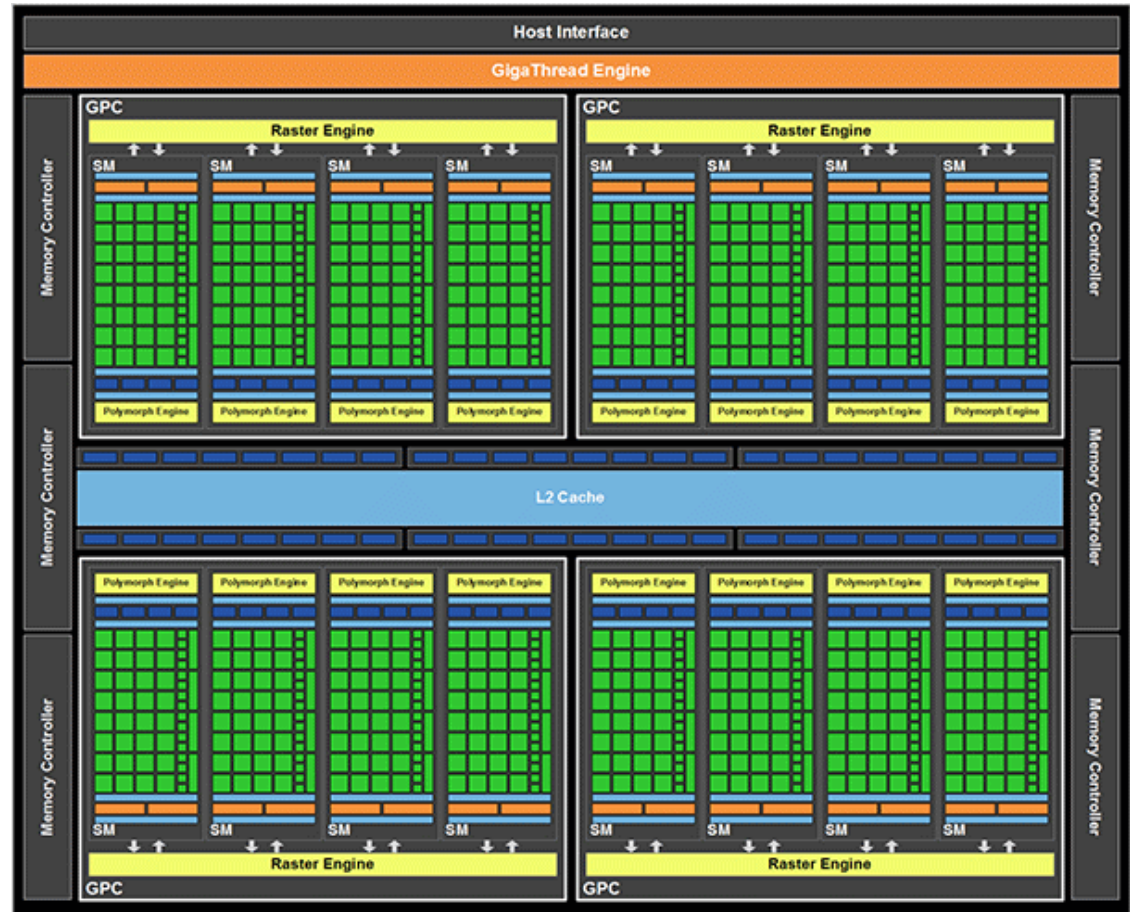 Host Interface
GigaThread Engine
GPC
Raster Engine
SM SM SM SM
Polymorph Engine Polymorph Engine Polymorph Engine Polymorph Engine
GPC
Raster Engine
SM SM SM SM
Polymorph Engine Polymorph Engine Polymorph Engine Polymorph Engine
Memory Controller
Memory Controller
Memory Controller
L2 Cache
Memory Controller
Memory Controller
Memory Controller
Polymorph Engine Polymorph Engine Polymorph Engine Polymorph Engine
SM SM SM SM
Raster Engine
GPC
Polymorph Engine Polymorph Engine Polymorph Engine Polymorph Engine
SM SM SM SM
Raster Engine
GPC